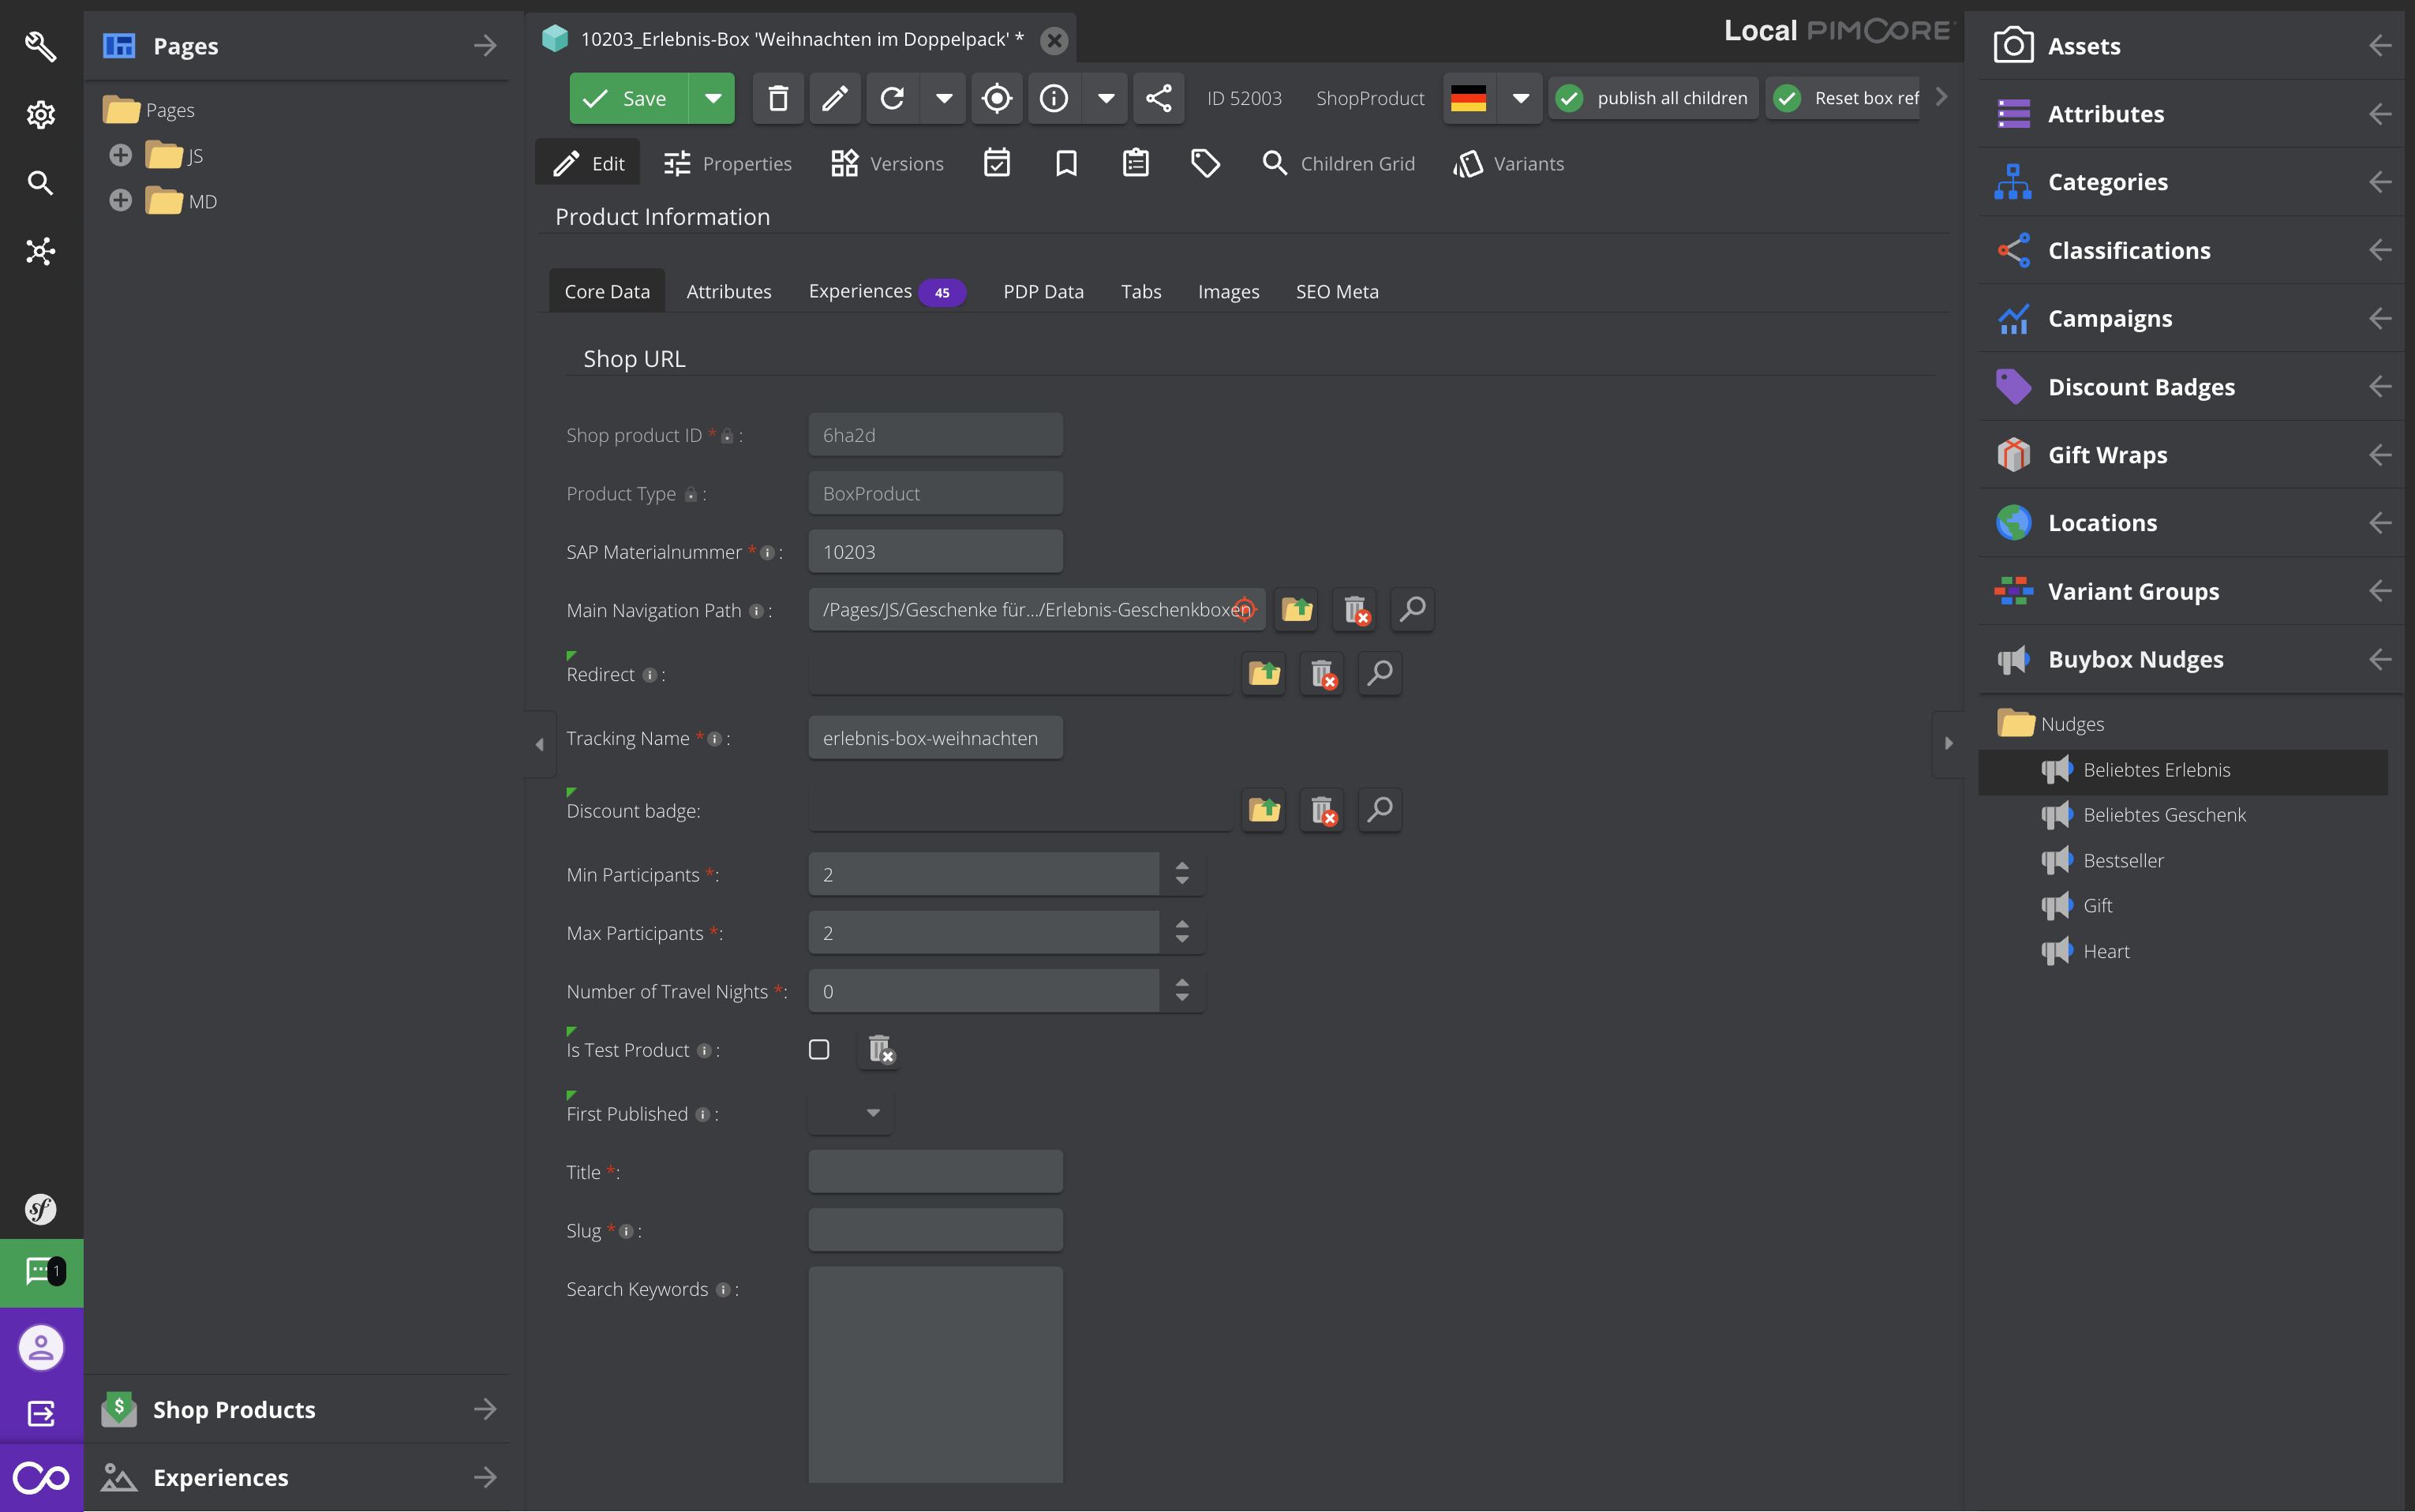 Pages
Pages
JS
MD
Shop Products
Experiences
1
sf
10203_Erlebnis-Box 'Weihnachten im Doppelpack' *
Local PIMCORE
Save
ID 52003
ShopProduct
publish all children
Reset box ref
Edit
Properties
Versions
Children Grid
Variants
Product Information
Core Data
Attributes
Experiences 45
PDP Data
Tabs
Images
SEO Meta
Shop URL
Shop product ID * :
6ha2d
Product Type :
BoxProduct
SAP Materialnummer * :
10203
Main Navigation Path :
/Pages/JS/Geschenke für.../Erlebnis-Geschenkboxen
Redirect :
Tracking Name * :
erlebnis-box-weihnachten
Discount badge:
Min Participants *:
2
Max Participants *:
2
Number of Travel Nights *:
0
Is Test Product :
First Published :
Title *:
Slug * :
Search Keywords :
Assets
Attributes
Categories
Classifications
Campaigns
Discount Badges
Gift Wraps
Locations
Variant Groups
Buybox Nudges
Nudges
Beliebtes Erlebnis
Beliebtes Geschenk
Bestseller
Gift
Heart